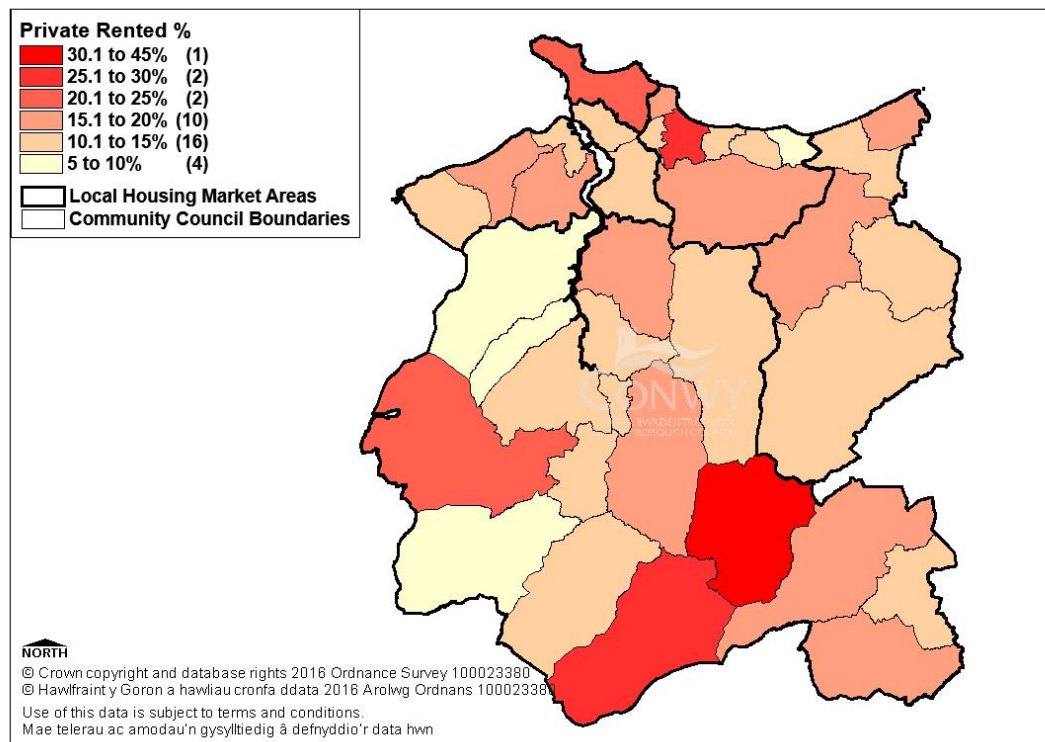 Private Rented %
30.1 to 45% (1)
25.1 to 30% (2)
20.1 to 25% (2)
15.1 to 20% (10)
10.1 to 15% (16)
5 to 10% (4)
Local Housing Market Areas
Community Council Boundaries
CONWY
BWRDEISTREF SIROL
BOROUGH COUNCIL
NORTH
© Crown copyright and database rights 2016 Ordnance Survey 100023380
© Hawlfraint y Goron a hawliau cronfa ddata 2016 Arolwg Ordnans 100023380
Use of this data is subject to terms and conditions.
Mae telerau ac amodau'n gysylltiedig â defnyddio'r data hwn